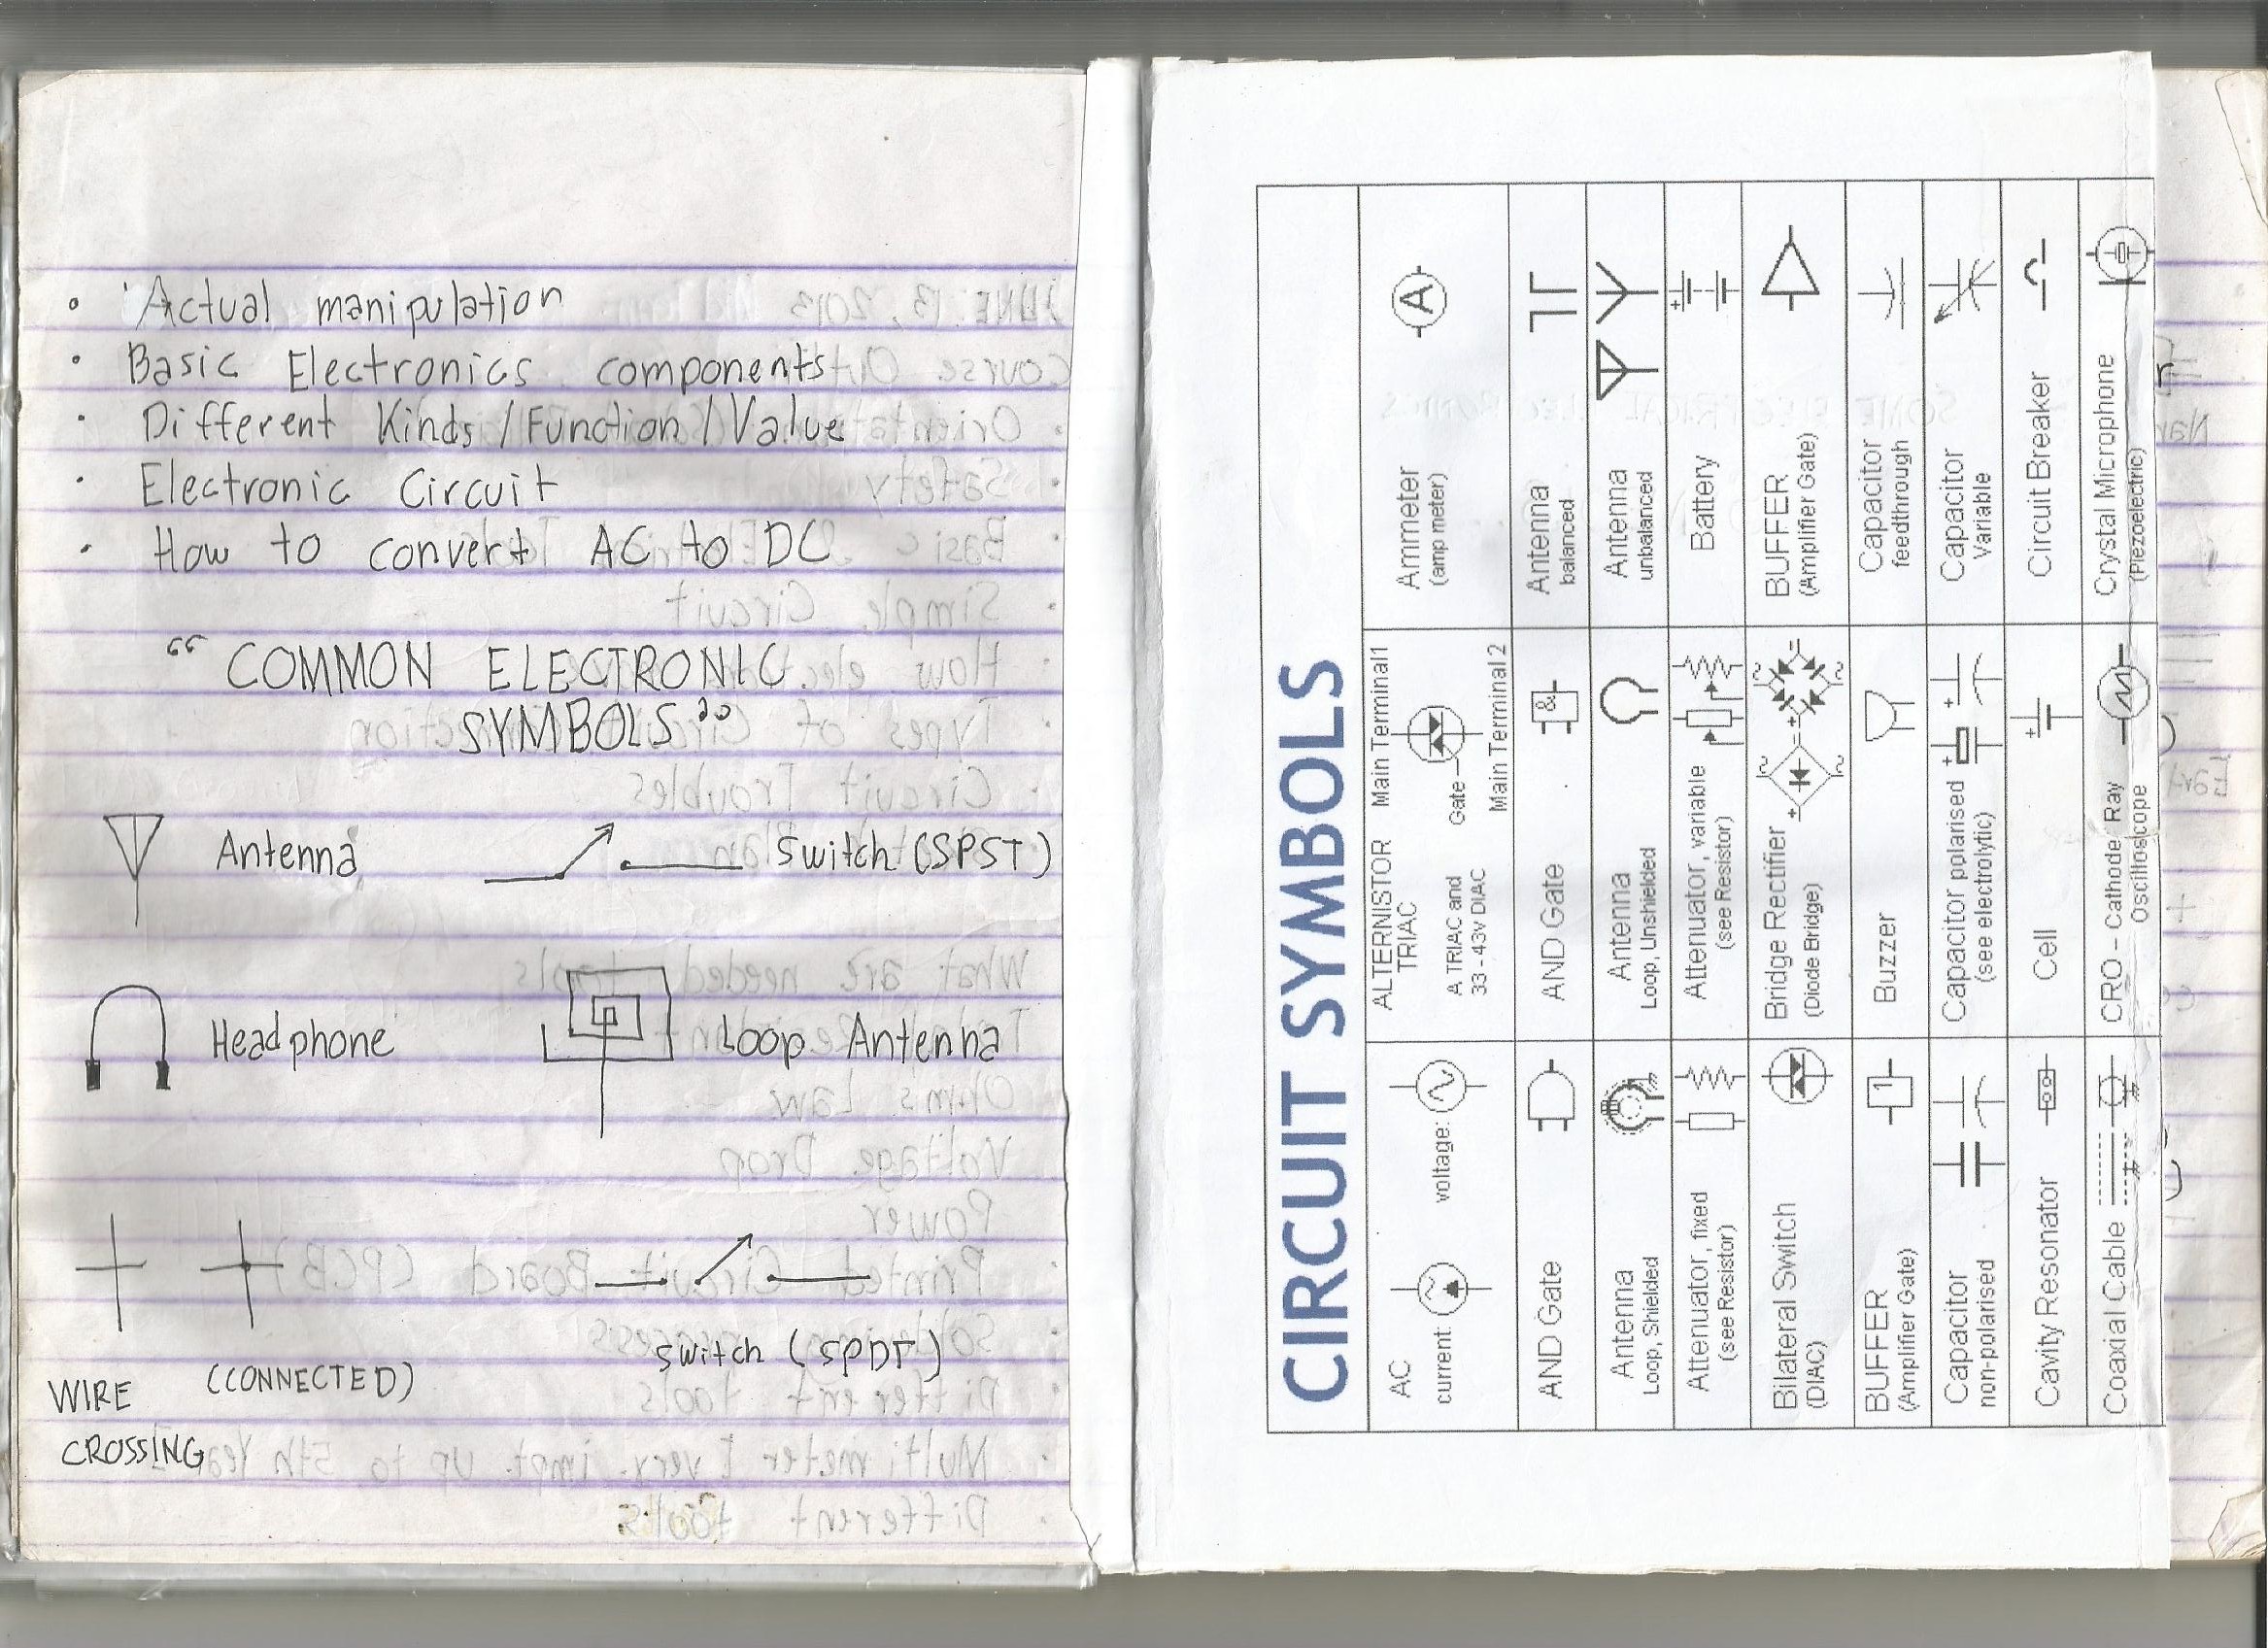 • Actual manipulation
• Basic Electronics components
• Different Kinds / Function / Value
• Electronic Circuit
• How to convert AC to DC
“ COMMON ELECTRONIC
SYMBOLS ”
Antenna
Switch (SPST)
Headphone
Loop Antenna
WIRE
CROSSING
(CONNECTED)
Switch (SPDT)
CIRCUIT SYMBOLS
AC
current:
voltage:
ALTERNISTOR
TRIAC
A TRIAC and
33 - 43v DIAC
Main Terminal1
Gate
Main Terminal 2
Ammeter
(amp meter)
A
AND Gate
AND Gate
&
Antenna
balanced
Antenna
Loop, Shielded
Antenna
Loop, Unshielded
Antenna
unbalanced
Attenuator, fixed
(see Resistor)
Attenuator, variable
(see Resistor)
Battery
Bilateral Switch
(DIAC)
Bridge Rectifier
(Diode Bridge)
BUFFER
(Amplifier Gate)
BUFFER
(Amplifier Gate)
1
Buzzer
Capacitor
feedthrough
Capacitor
non-polarised
Capacitor polarised
(see electrolytic)
Capacitor
Variable
Cavity Resonator
Cell
Circuit Breaker
Coaxial Cable
CRO - Cathode Ray
Oscilloscope
Crystal Microphone
(Piezoelectric)